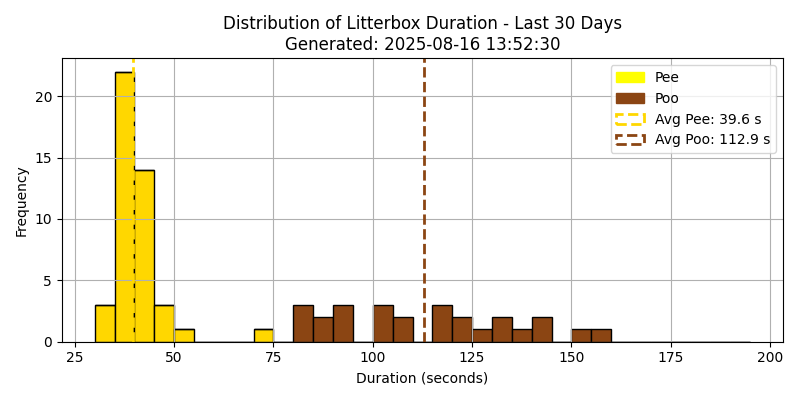 Distribution of Litterbox Duration - Last 30 Days
Generated: 2025-08-16 13:52:30
Pee
Poo
Avg Pee: 39.6 s
Avg Poo: 112.9 s
Frequency
20
15
10
5
0
25 50 75 100 125 150 175 200
Duration (seconds)